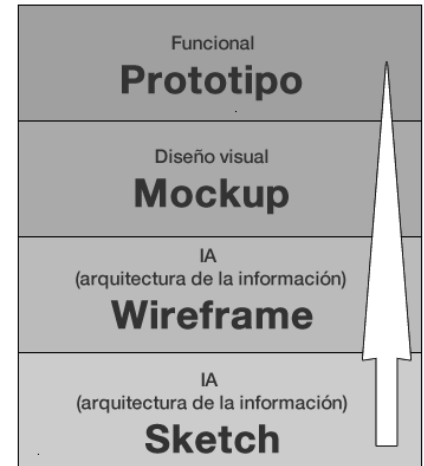 Funcional
Prototipo
Diseño visual
Mockup
IA
(arquitectura de la información)
Wireframe
IA
(arquitectura de la información)
Sketch